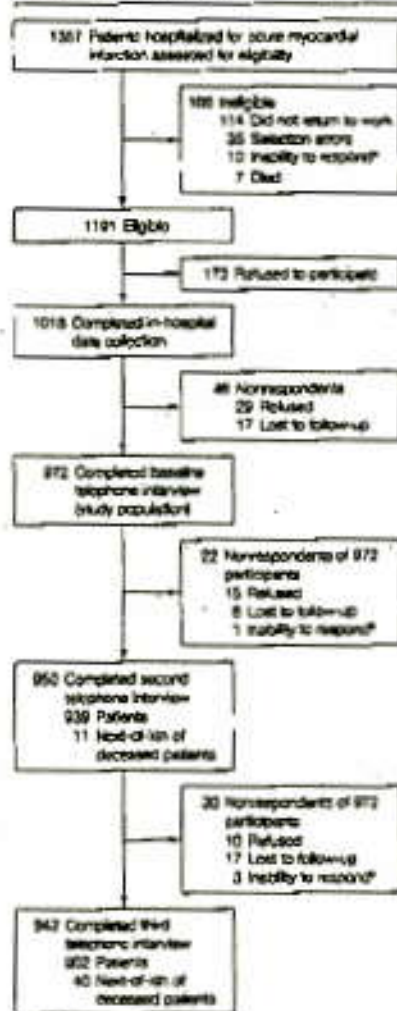 1357 Patients hospitalized for acute myocardial
infarction assessed for eligibility
166 Ineligible
114 Did not return to work
35 Selection errors
10 Inability to respond*
7 Died
1191 Eligible
173 Refused to participate
1018 Completed in-hospital
data collection
46 Nonrespondents
29 Refused
17 Lost to follow-up
972 Completed baseline
telephone interview
(study population)
22 Nonrespondents of 972
participants
15 Refused
6 Lost to follow-up
1 Inability to respond*
950 Completed second
telephone interview
939 Patients
11 Next-of-kin of
deceased patients
30 Nonrespondents of 972
participants
10 Refused
17 Lost to follow-up
3 Inability to respond*
942 Completed third
telephone interview
902 Patients
40 Next-of-kin of
deceased patients